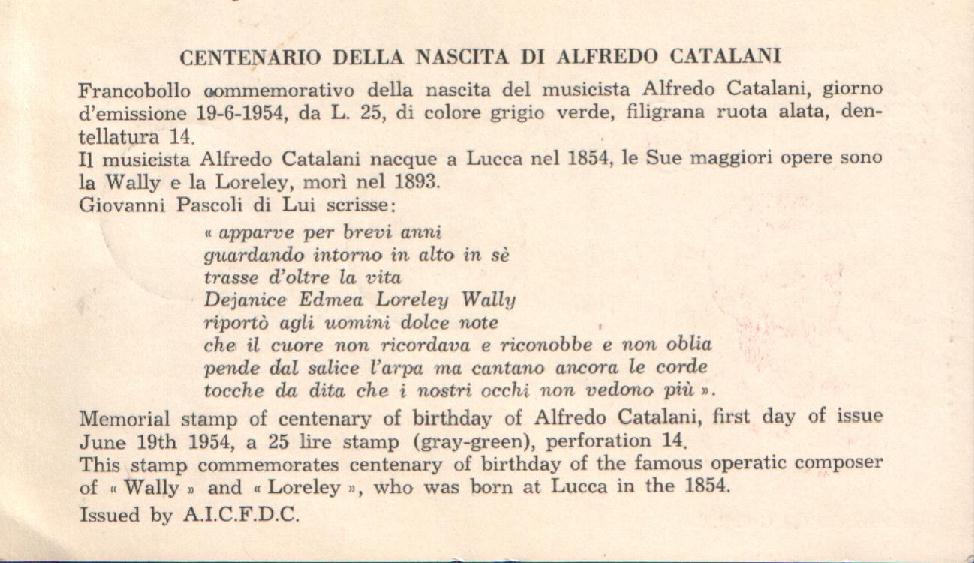 CENTENARIO DELLA NASCITA DI ALFREDO CATALANI
Francobollo commemorativo della nascita del musicista Alfredo Catalani, giorno
d'emissione 19-6-1954, da L. 25, di colore grigio verde, filigrana ruota alata, den-
tellatura 14.
Il musicista Alfredo Catalani nacque a Lucca nel 1854, le Sue maggiori opere sono
la Wally e la Loreley, morì nel 1893.
Giovanni Pascoli di Lui scrisse:
« apparve per brevi anni
guardando intorno in alto in sè
trasse d'oltre la vita
Dejanice Edmea Loreley Wally
riportò agli uomini dolce note
che il cuore non ricordava e riconobbe e non oblia
pende dal salice l'arpa ma cantano ancora le corde
tocche da dita che i nostri occhi non vedono più ».
Memorial stamp of centenary of birthday of Alfredo Catalani, first day of issue
June 19th 1954, a 25 lire stamp (gray-green), perforation 14.
This stamp commemorates centenary of birthday of the famous operatic composer
of « Wally » and « Loreley », who was born at Lucca in the 1854.
Issued by A.I.C.F.D.C.